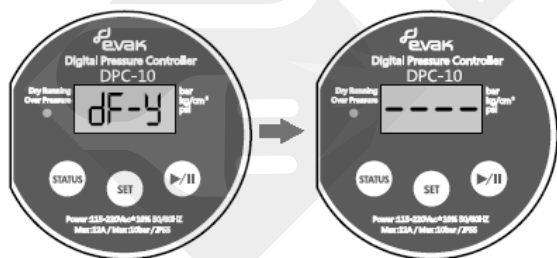 evak
Digital Pressure Controller
DPC-10
Dry Running
Over Pressure
dF-y
bar
kg/cm²
psi
STATUS
SET
▶/II
Power:115-220Vac±10% 50/60HZ
Max:12A / Max:10bar / IP55
evak
Digital Pressure Controller
DPC-10
Dry Running
Over Pressure
----
bar
kg/cm²
psi
STATUS
SET
▶/II
Power:115-220Vac±10% 50/60HZ
Max:12A / Max:10bar / IP55